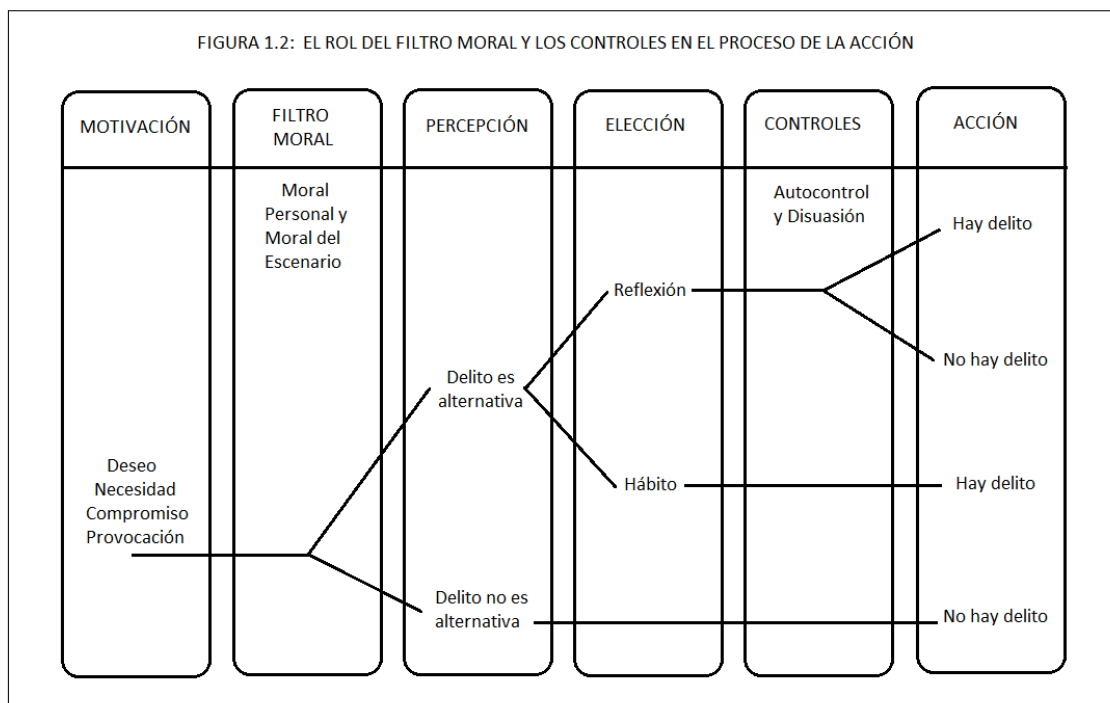 FIGURA 1.2: EL ROL DEL FILTRO MORAL Y LOS CONTROLES EN EL PROCESO DE LA ACCIÓN
MOTIVACIÓN
FILTRO
MORAL
PERCEPCIÓN
ELECCIÓN
CONTROLES
ACCIÓN
Moral
Personal y
Moral del
Escenario
Autocontrol
y Disuasión
Hay delito
Reflexión
No hay delito
Delito es
alternativa
Deseo
Necesidad
Compromiso
Provocación
Hábito
Hay delito
Delito no es
alternativa
No hay delito